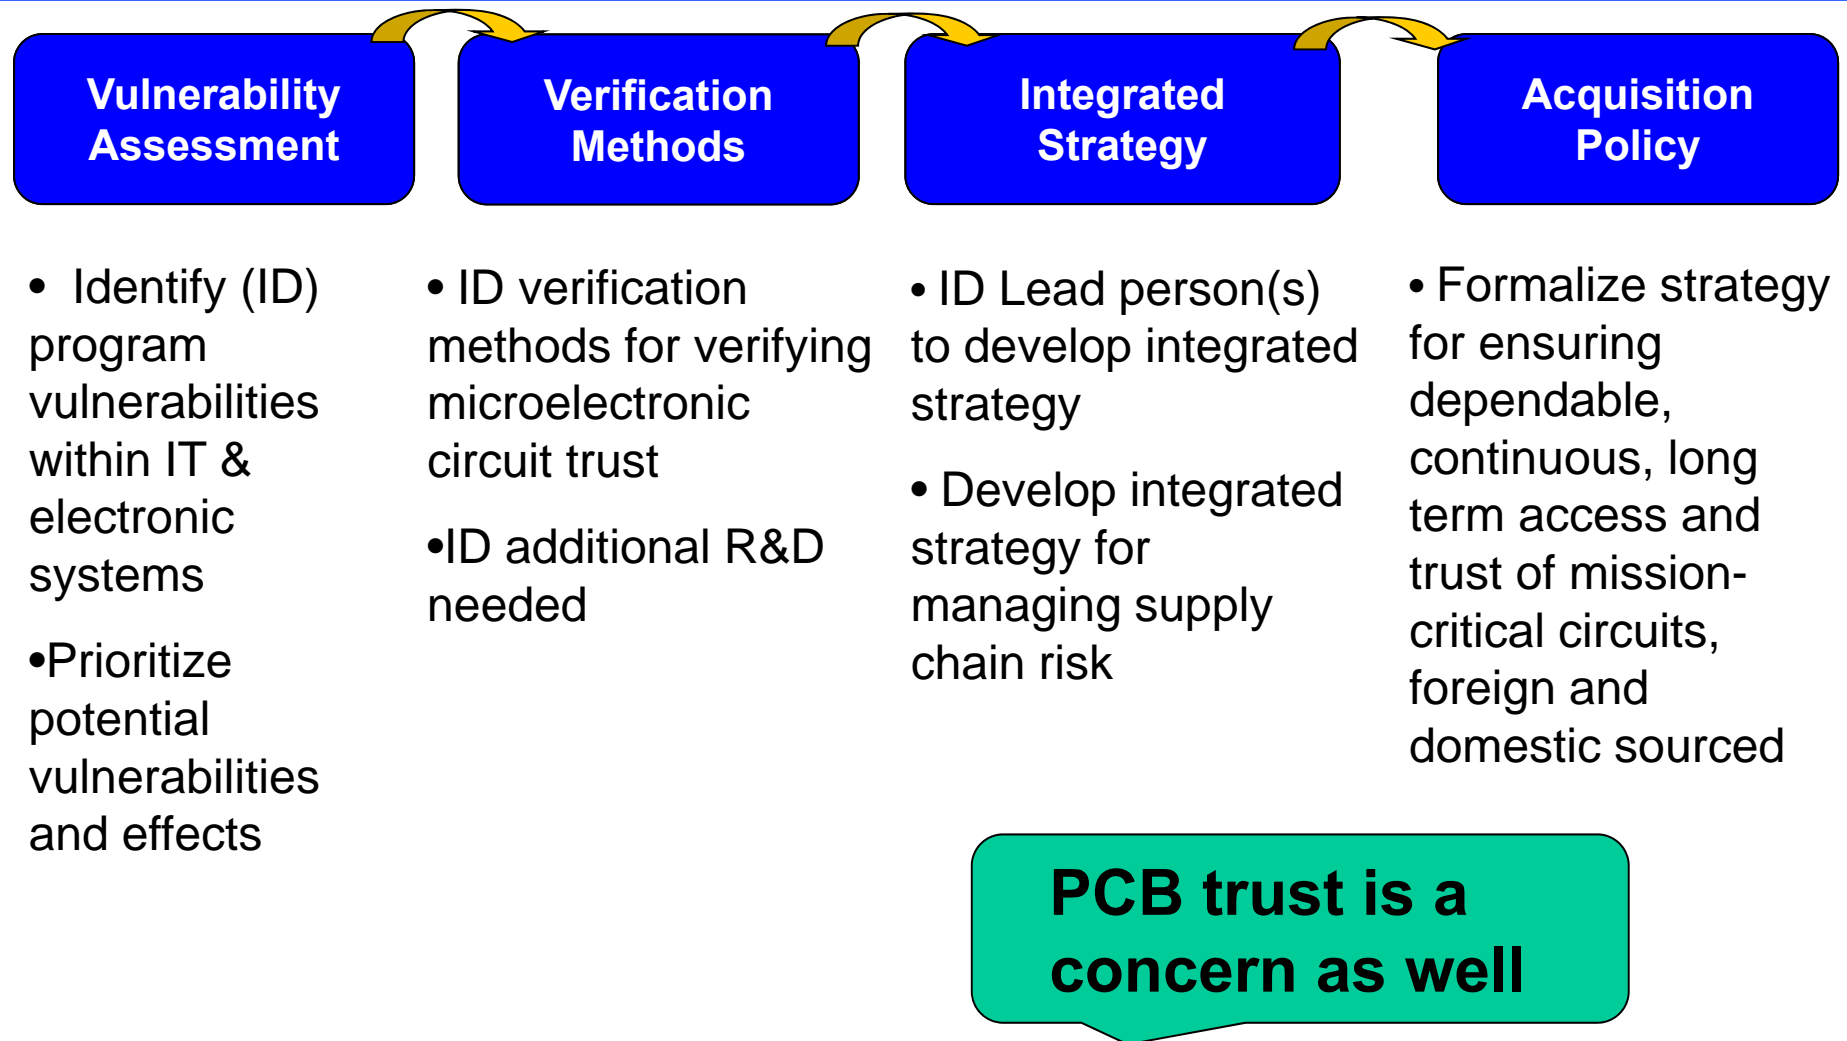 Vulnerability
Assessment
Verification
Methods
Integrated
Strategy
Acquisition
Policy
• Identify (ID)
program
vulnerabilities
within IT &
electronic
systems
•Prioritize
potential
vulnerabilities
and effects
• ID verification
methods for verifying
microelectronic
circuit trust
•ID additional R&D
needed
• ID Lead person(s)
to develop integrated
strategy
• Develop integrated
strategy for
managing supply
chain risk
• Formalize strategy
for ensuring
dependable,
continuous, long
term access and
trust of mission-
critical circuits,
foreign and
domestic sourced
PCB trust is a
concern as well